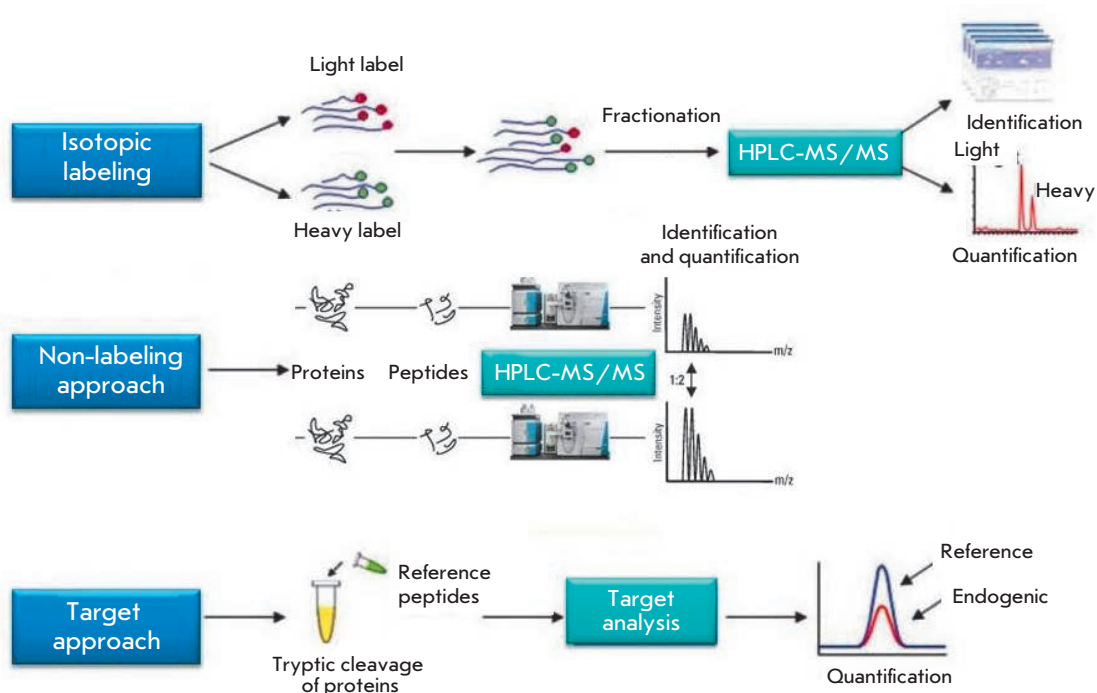 Light label
Isotopic
labeling
Heavy label
Fractionation
HPLC-MS/MS
Identification
Light
Heavy
Quantification
Identification
and quantification
Non-labeling
approach
Proteins
Peptides
HPLC-MS/MS
Intensity
m/z
1:2
Intensity
m/z
Target
approach
Reference
peptides
Tryptic cleavage
of proteins
Target
analysis
Reference
Endogenic
Quantification